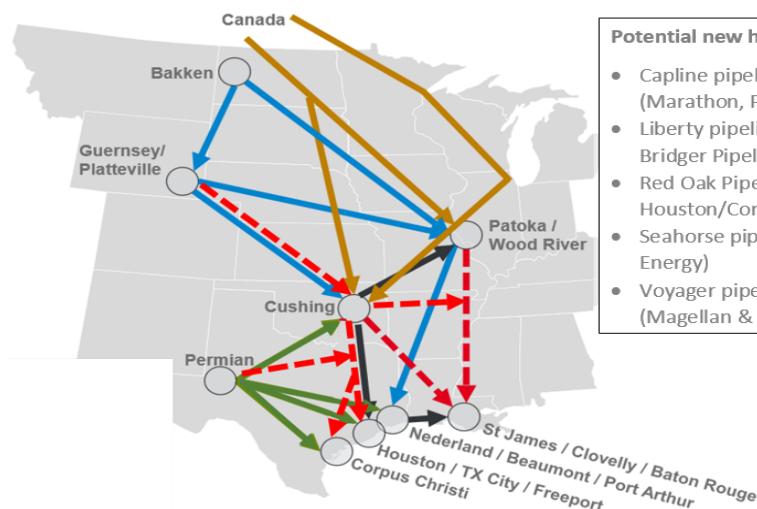 Canada
Bakken
Guernsey/
Platteville
Patoka /
Wood River
Cushing
Permian
St James / Clovelly / Baton Rouge
Nederland / Beaumont / Port Arthur
Houston / TX City / Freeport
Corpus Christi
Potential new h
• Capline pipel
(Marathon, P
• Liberty pipeli
Bridger Pipel
• Red Oak Pipe
Houston/Cor
• Seahorse pip
Energy)
• Voyager pipe
(Magellan &